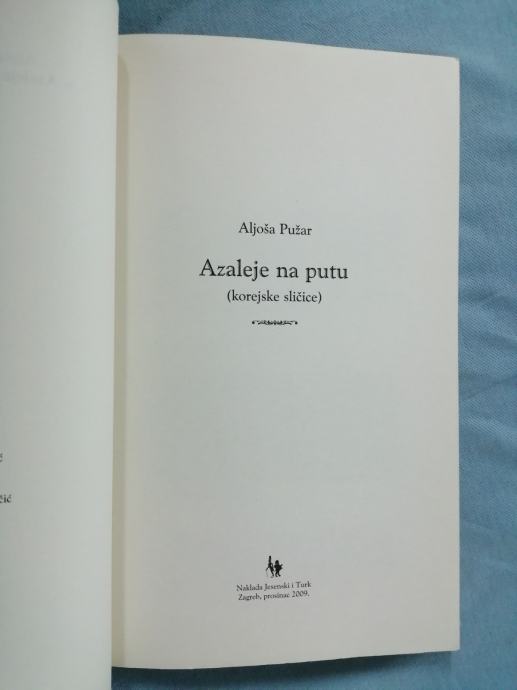 Aljoša Pužar
Azaleje na putu
(korejske sličice)
Naklada Jesenski i Turk
Zagreb, prosinac 2009.